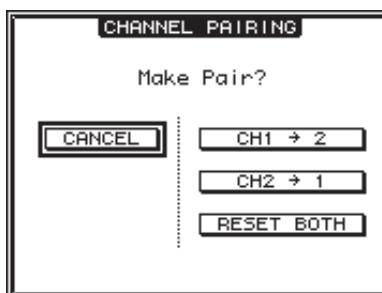 CHANNEL PAIRING
Make Pair?
CANCEL
CH1 → 2
CH2 → 1
RESET BOTH